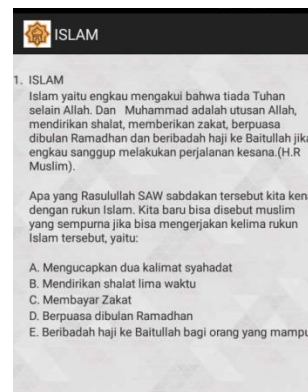 ISLAM
1. ISLAM
Islam yaitu engkau mengakui bahwa tiada Tuhan
selain Allah. Dan Muhammad adalah utusan Allah,
mendirikan shalat, memberikan zakat, berpuasa
dibulan Ramadhan dan beribadah haji ke Baitullah jika
engkau sanggup melakukan perjalanan kesana.(H.R
Muslim).
Apa yang Rasulullah SAW sabdakan tersebut kita
dengan rukun Islam. Kita baru bisa disebut muslim
yang sempurna jika bisa mengerjakan kelima rukun
Islam tersebut, yaitu:
A. Mengucapkan dua kalimat syahadat
B. Mendirikan shalat lima waktu
C. Membayar Zakat
D. Berpuasa dibulan Ramadhan
E. Beribadah haji ke Baitullah bagi orang yang mampu